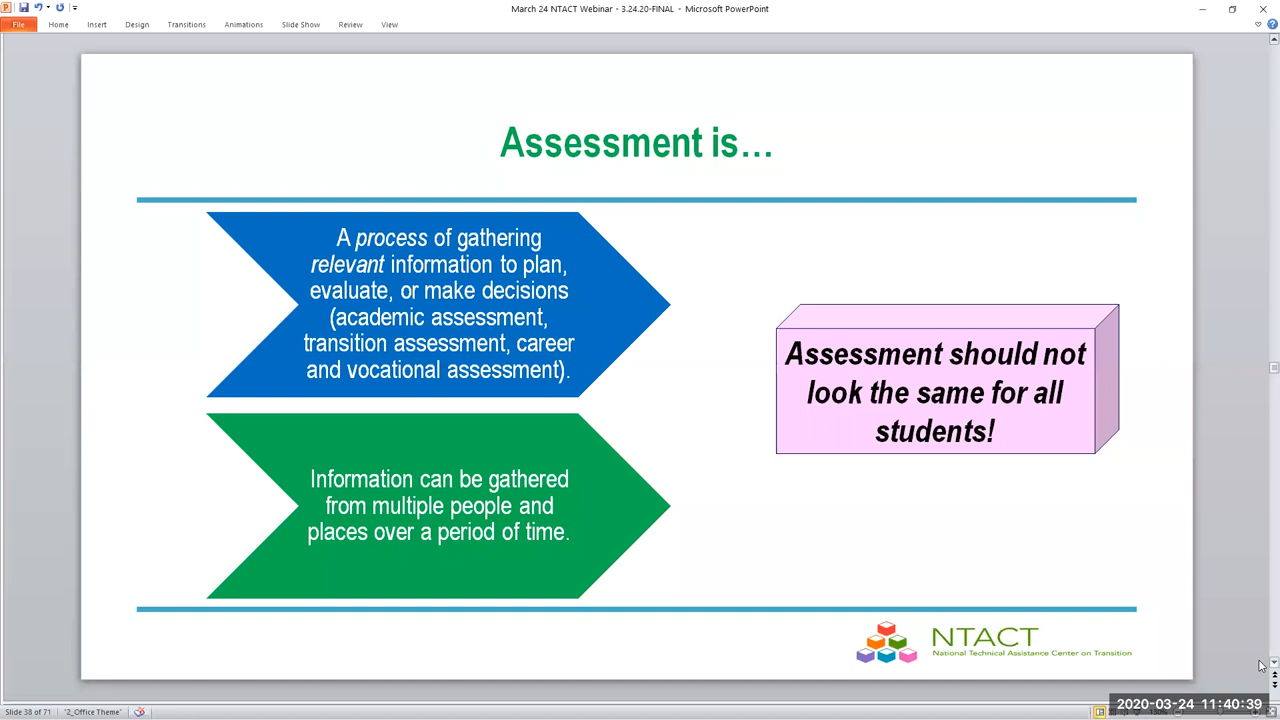 March 24 NTACT Webinar - 3.24.20-FINAL - Microsoft PowerPoint
File Home Insert Design Transitions Animations Slide Show Review View
Assessment is…
A process of gathering
relevant information to plan,
evaluate, or make decisions
(academic assessment,
transition assessment, career
and vocational assessment).
Information can be gathered
from multiple people and
places over a period of time.
Assessment should not
look the same for all
students!
NTACT
National Technical Assistance Center on Transition
Slide 38 of 71 "2_Office Theme"
2020-03-24 11:40:39